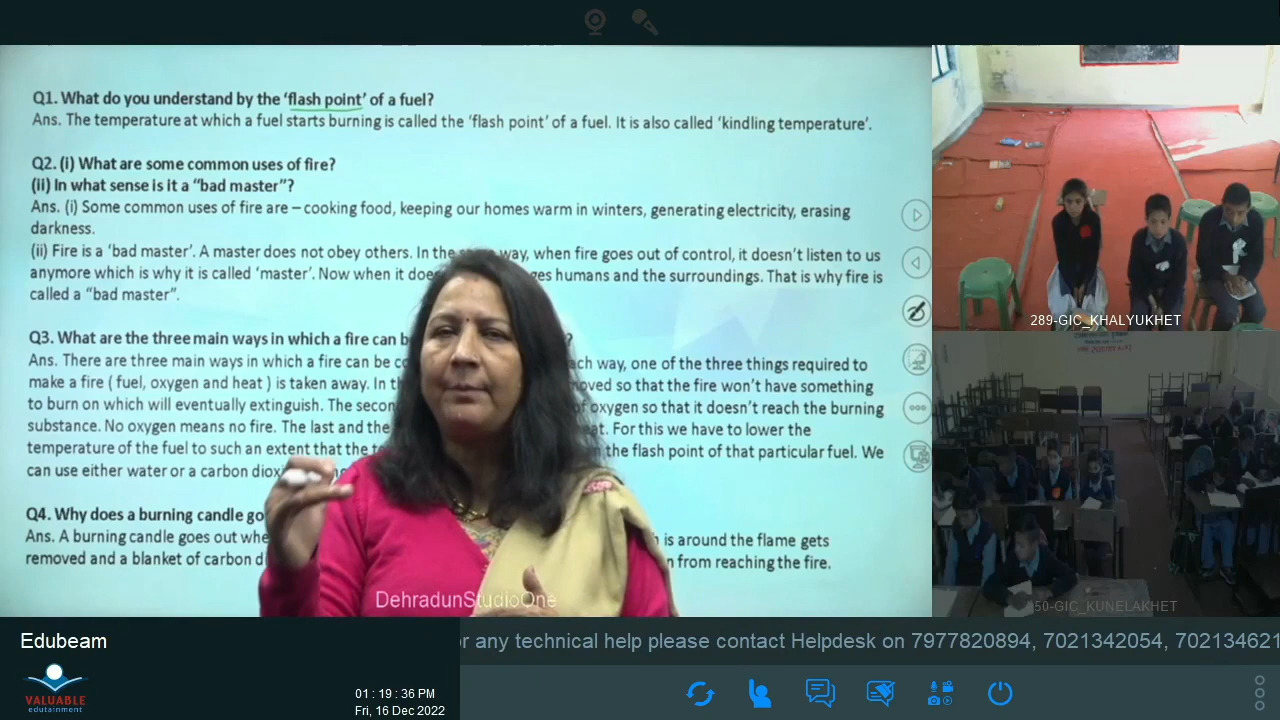 Q1. What do you understand by the 'flash point' of a fuel?
Ans. The temperature at which a fuel starts burning is called the 'flash point' of a fuel. It is also called 'kindling temperature'.
Q2. (i) What are some common uses of fire?
(ii) In what sense is it a "bad master"?
Ans. (i) Some common uses of fire are – cooking food, keeping our homes warm in winters, generating electricity, erasing
darkness.
(ii) Fire is a 'bad master'. A master does not obey others. In the way, when fire goes out of control, it doesn't listen to us
anymore which is why it is called 'master'. Now when it humans and the surroundings. That is why fire is
called a "bad master".
Q3. What are the three main ways in which a fire can
Ans. There are three main ways in which a fire can be way, one of the three things required to
make a fire ( fuel, oxygen and heat ) is taken away. In so that the fire won't have something
to burn on which will eventually extinguish. The of oxygen so that it doesn't reach the burning
substance. No oxygen means no fire. The last and the For this we have to lower the
temperature of the fuel to such an extent that the the flash point of that particular fuel. We
can use either water or a carbon
Q4. Why does a burning candle
Ans. A burning candle goes out is around the flame gets
removed and a blanket of carbon from reaching the fire.
DehradunStudioOne
289-GIC_KHALYUKHET
50-GIC_KUNELAKHET
Edubeam
any technical help please contact Helpdesk on 7977820894, 7021342054, 702134621
VALUABLE
edutainment
01 : 19 : 36 PM
Fri, 16 Dec 2022